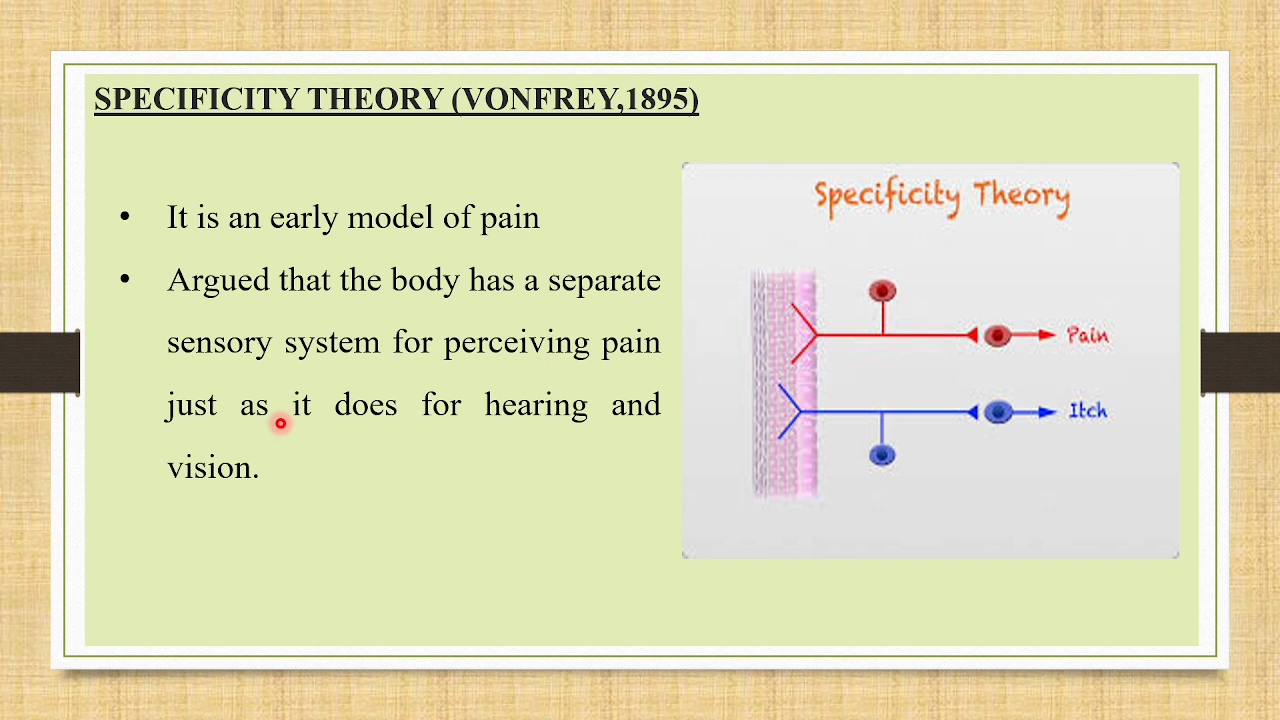 SPECIFICITY THEORY (VONFREY,1895)
• It is an early model of pain
• Argued that the body has a separate
sensory system for perceiving pain
just as it does for hearing and
vision.
Specificity Theory
Pain
Itch